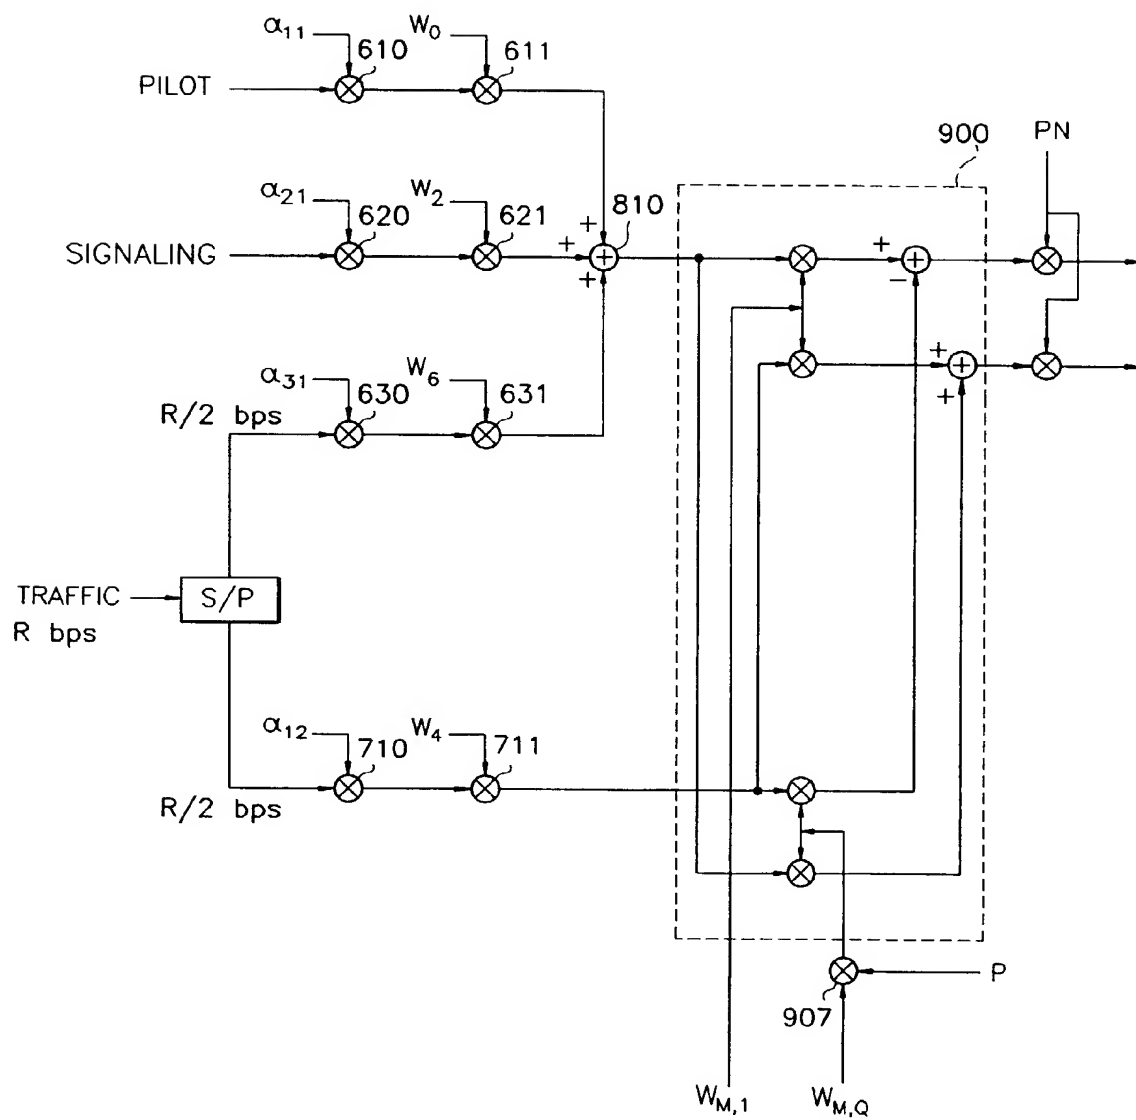 α11 W0
610 611
PILOT
900 PN
α21 W2 810
620 621
+
SIGNALING + + −
+
α31 W6 + +
R/2 bps 630 631
TRAFFIC S/P
R bps
α12 W4
710 711
R/2 bps
P
907
WM,1 WM,Q